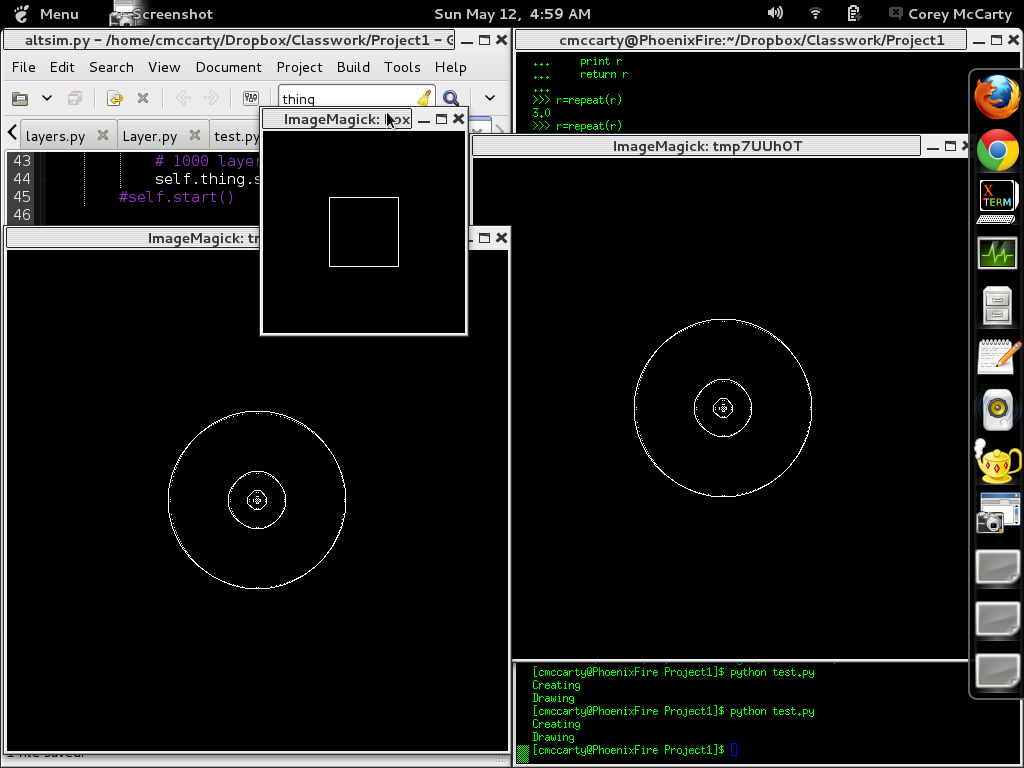 Menu Screenshot Sun May 12, 4:59 AM Corey McCarty
altsim.py – /home/cmccarty/Dropbox/Classwork/Project1 –
File Edit Search View Document Project Build Tools Help
thing
layers.py Layer.py test.py
43 # 1000 layer
44 self.thing.s
45 #self.start()
46
ImageMagick: box
ImageMagick:
cmccarty@PhoenixFire:~/Dropbox/Classwork/Project1
... print r
... return r
...
>>> r=repeat(r)
3.0
>>> r=repeat(r)
ImageMagick: tmp7UUhOT
[cmccarty@PhoenixFire Project1]$ python test.py
Creating
Drawing
[cmccarty@PhoenixFire Project1]$ python test.py
Creating
Drawing
[cmccarty@PhoenixFire Project1]$
X
TERM